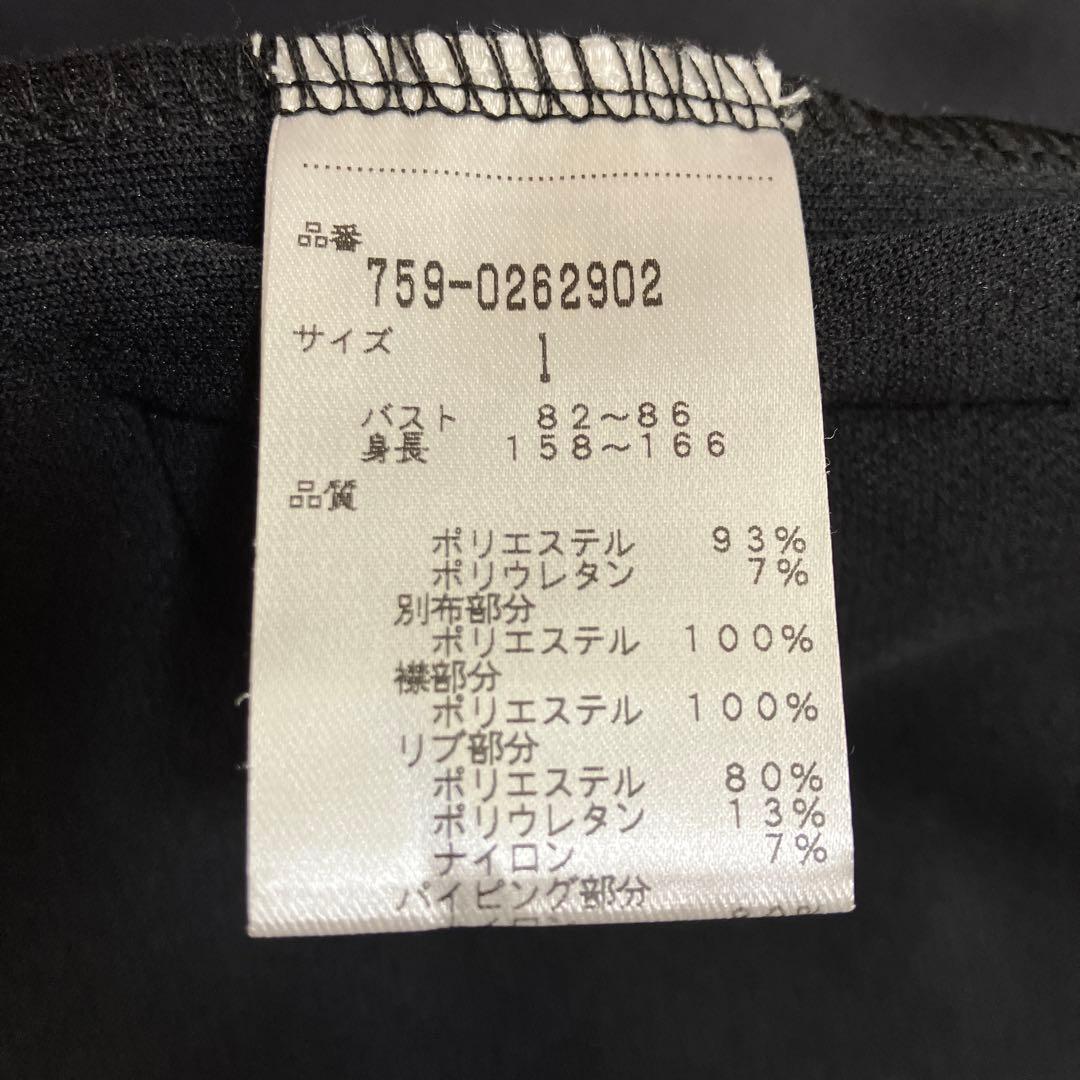 品番
759-0262902
サイズ 1
バスト 82~86
身長 158~166
品質
ポリエステル 93%
ポリウレタン 7%
別布部分
ポリエステル 100%
襟部分
ポリエステル 100%
リブ部分
ポリエステル 80%
ポリウレタン 13%
ナイロン 7%
パイピング部分